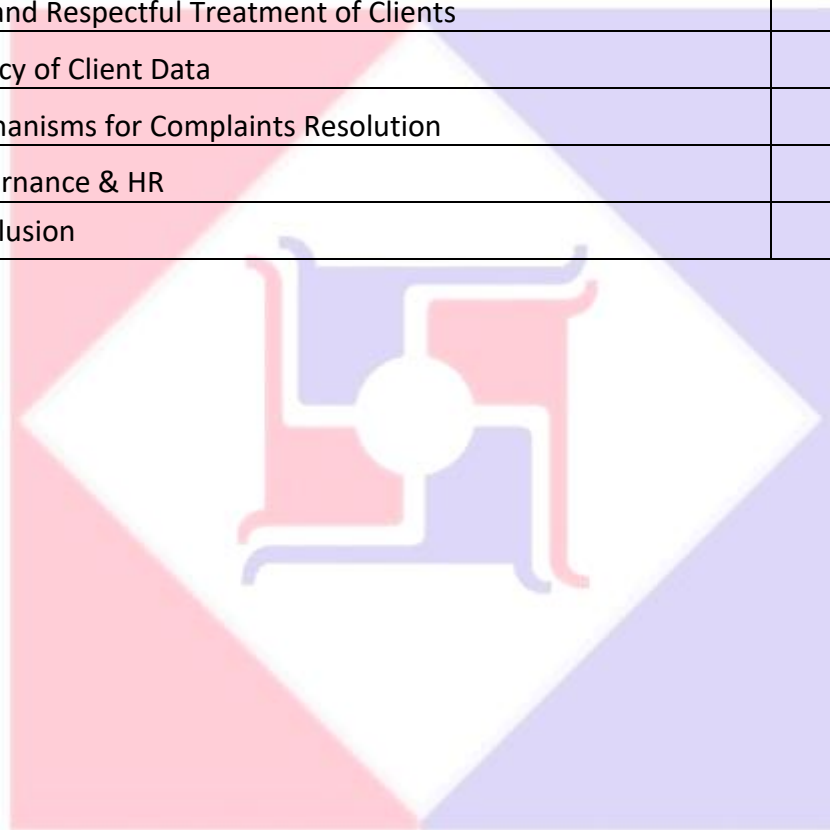 and Respectful Treatment of Clients
cy of Client Data
hanisms for Complaints Resolution
rnance & HR
lusion